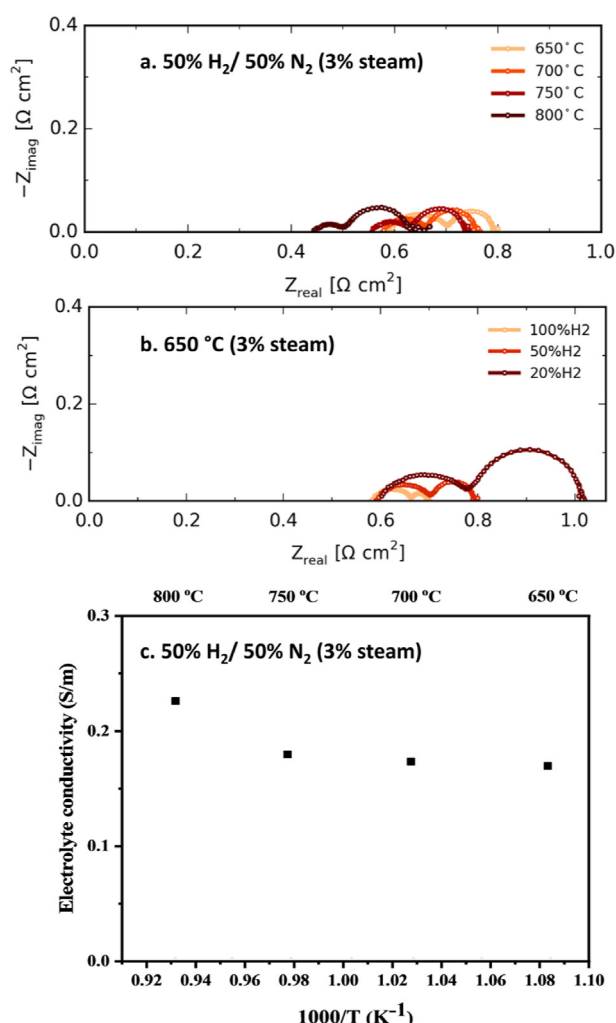 a. 50% H₂/ 50% N₂ (3% steam)
650°C
700°C
750°C
800°C
−Z_imag [Ω cm²]
0.4
0.2
0.0
0.0 0.2 0.4 0.6 0.8 1.0
Z_real [Ω cm²]
b. 650 °C (3% steam)
100%H2
50%H2
20%H2
−Z_imag [Ω cm²]
0.4
0.2
0.0
0.0 0.2 0.4 0.6 0.8 1.0
Z_real [Ω cm²]
800 ºC 750 ºC 700 ºC 650 ºC
c. 50% H₂/ 50% N₂ (3% steam)
Electrolyte conductivity (S/m)
0.3
0.2
0.1
0.0
0.92 0.94 0.96 0.98 1.00 1.02 1.04 1.06 1.08 1.10
1000/T (K⁻¹)